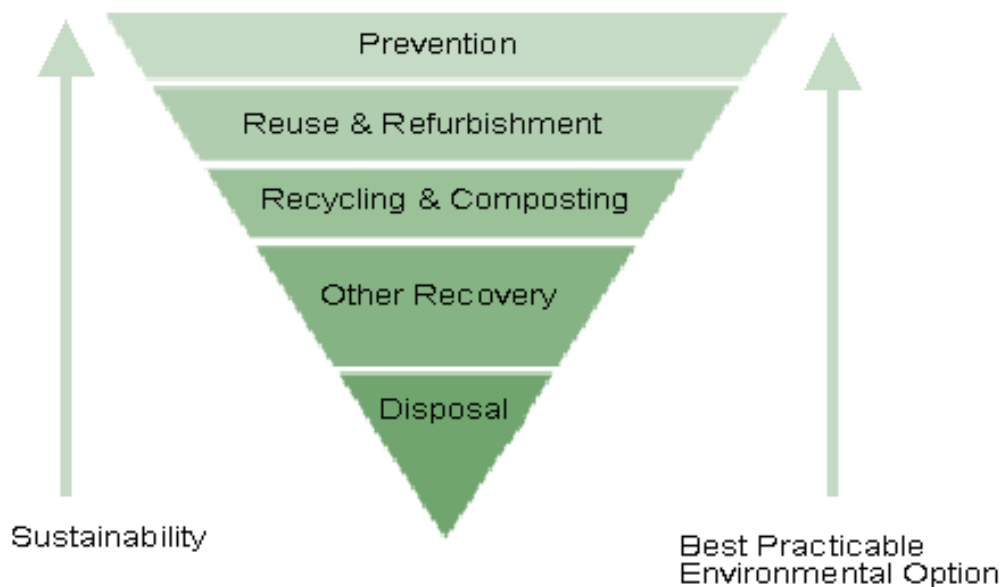 Prevention
Reuse & Refurbishment
Recycling & Composting
Other Recovery
Disposal
Sustainability
Best Practicable
Environmental Option